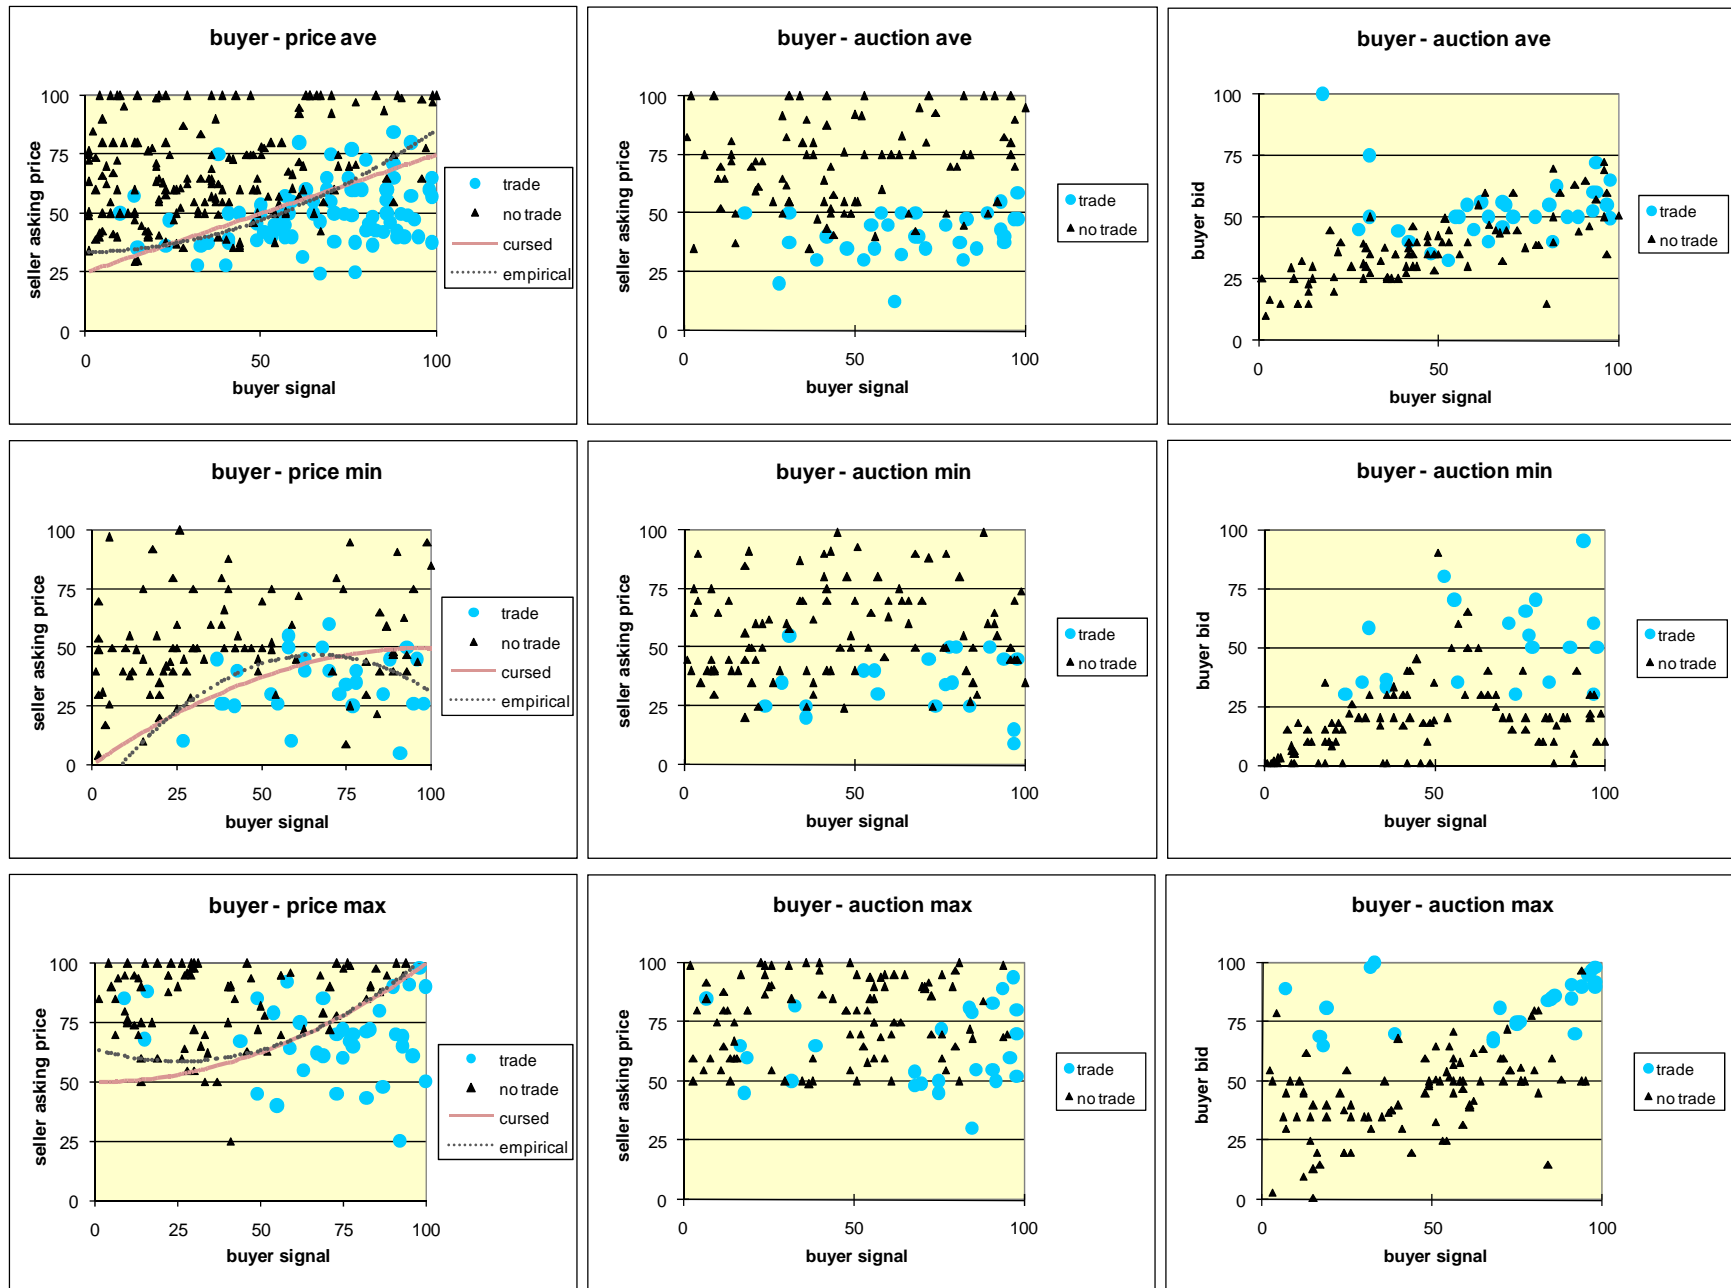 buyer - price ave
100
75
50
25
0
0
50
100
seller asking price
buyer signal
trade
no trade
cursed
empirical
buyer - auction ave
100
75
50
25
0
0
50
100
seller asking price
buyer signal
trade
no trade
buyer - auction ave
100
75
50
25
0
0
50
100
buyer bid
buyer signal
trade
no trade
buyer - price min
100
75
50
25
0
0
25
50
75
100
seller asking price
buyer signal
trade
no trade
cursed
empirical
buyer - auction min
100
75
50
25
0
0
50
100
seller asking price
buyer signal
trade
no trade
buyer - auction min
100
75
50
25
0
0
50
100
buyer bid
buyer signal
trade
no trade
buyer - price max
100
75
50
25
0
0
25
50
75
100
seller asking price
buyer signal
trade
no trade
cursed
empirical
buyer - auction max
100
75
50
25
0
0
50
100
seller asking price
buyer signal
trade
no trade
buyer - auction max
100
75
50
25
0
0
50
100
buyer bid
buyer signal
trade
no trade